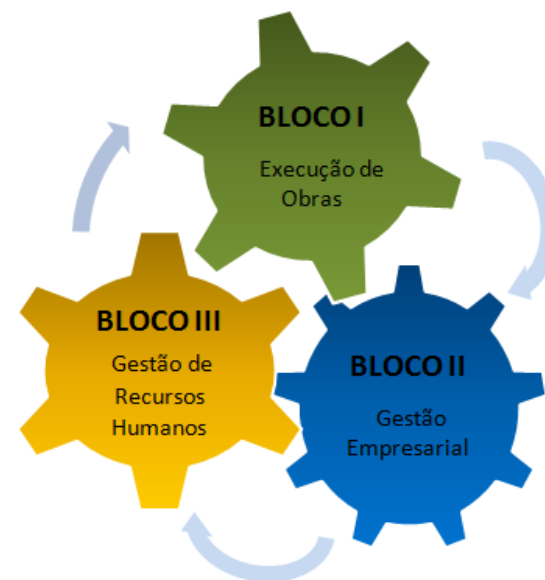 BLOCO I
Execução de
Obras
BLOCO II
Gestão
Empresarial
BLOCO III
Gestão de
Recursos
Humanos